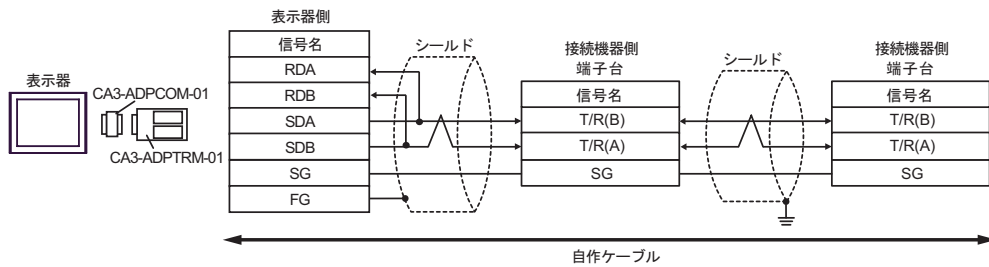 表示器
CA3-ADPCOM-01
CA3-ADPTRM-01
表示器側
信号名
RDA
RDB
SDA
SDB
SG
FG
シールド
接続機器側
端子台
信号名
T/R(B)
T/R(A)
SG
シールド
接続機器側
端子台
信号名
T/R(B)
T/R(A)
SG
自作ケーブル